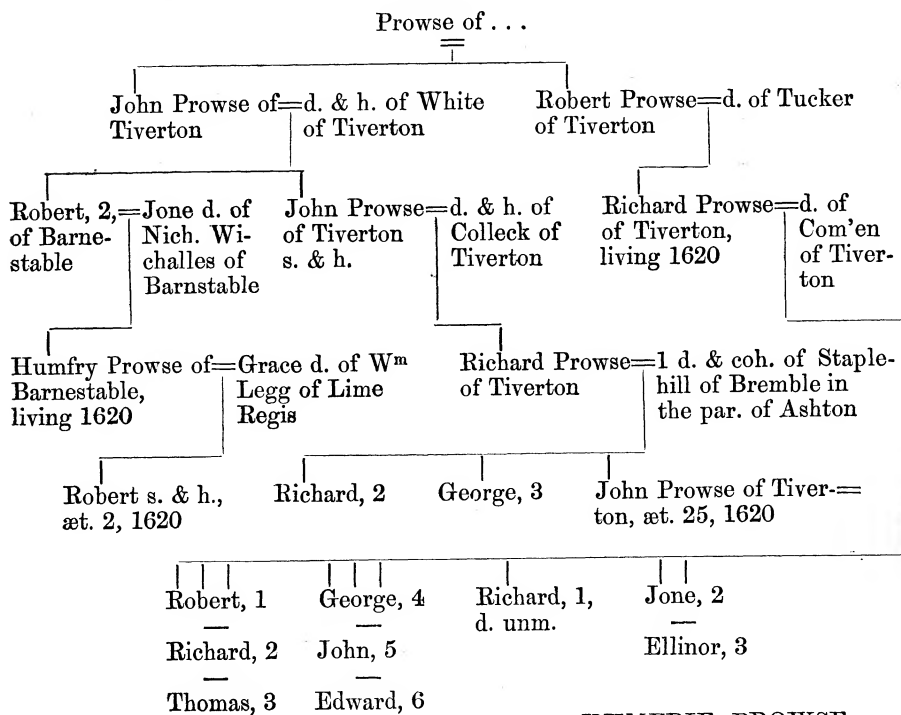 Prowse of . . .
John Prowse of=d. & h. of White
Tiverton of Tiverton
Robert Prowse=d. of Tucker
of Tiverton
Robert, 2,=Jone d. of
of Barne- Nich. Wi-
stable challes of
Barnstable
John Prowse=d. & h. of
of Tiverton Colleck of
s. & h. Tiverton
Richard Prowse=d. of
of Tiverton, Com'en
living 1620 of Tiver-
ton
Humfry Prowse of=Grace d. of Wᵐ
Barnestable, Legg of Lime
living 1620 Regis
Richard Prowse=1 d. & coh. of Staple-
of Tiverton hill of Bremble in
the par. of Ashton
Robert s. & h.,
æt. 2, 1620
Richard, 2
George, 3
John Prowse of Tiver-=
ton, æt. 25, 1620
Robert, 1
Richard, 2
Thomas, 3
George, 4
John, 5
Edward, 6
Richard, 1,
d. unm.
Jone, 2
Ellinor, 3